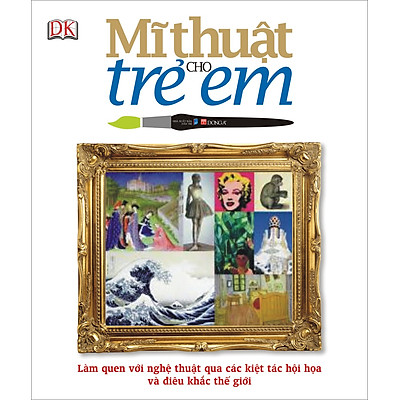 DK
Mĩ thuật
CHO
trẻ em
ĐÔNG A
Làm quen với nghệ thuật qua các kiệt tác hội họa
và điêu khắc thế giới